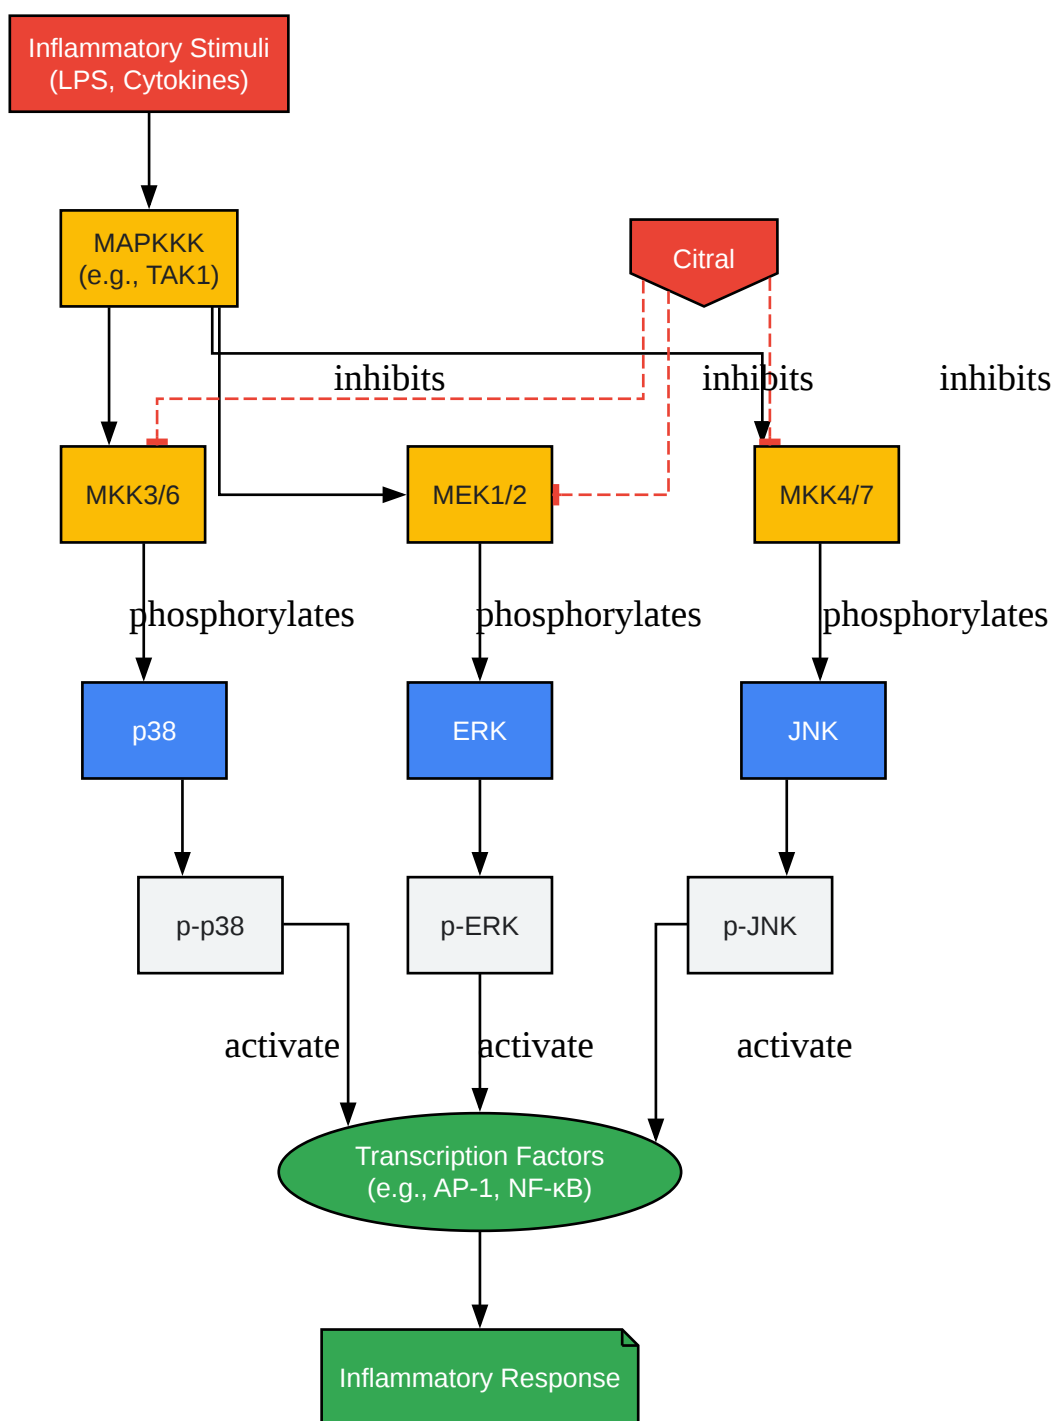 Inflammatory Stimuli
(LPS, Cytokines)
MAPKKK
(e.g., TAK1)
Citral
inhibits
inhibits
inhibits
MKK3/6
MEK1/2
MKK4/7
phosphorylates
phosphorylates
phosphorylates
p38
ERK
JNK
p-p38
p-ERK
p-JNK
activate
activate
activate
Transcription Factors
(e.g., AP-1, NF-κB)
Inflammatory Response